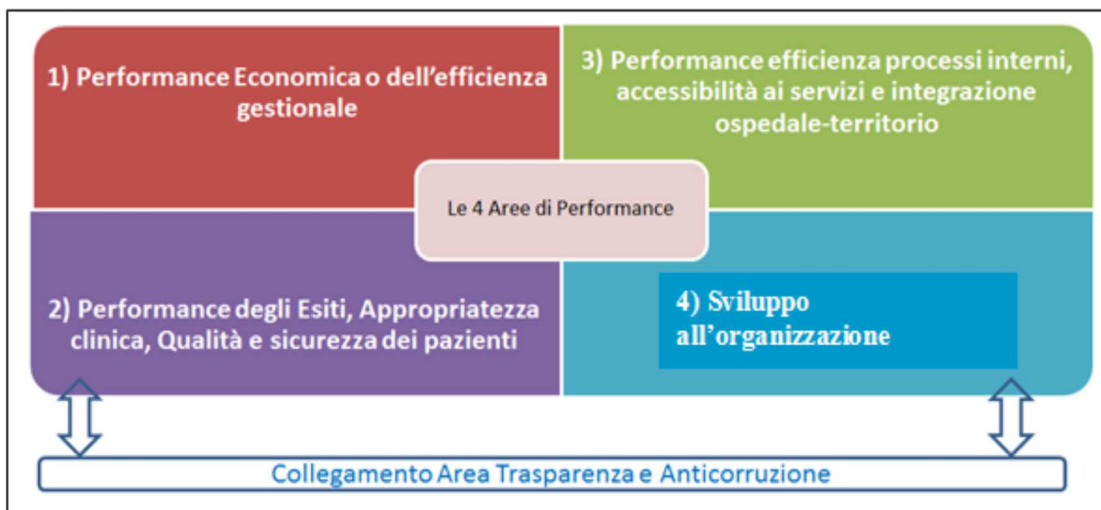 1) Performance Economica o dell’efficienza
gestionale
3) Performance efficienza processi interni,
accessibilità ai servizi e integrazione
ospedale-territorio
Le 4 Aree di Performance
2) Performance degli Esiti, Appropriatezza
clinica, Qualità e sicurezza dei pazienti
4) Sviluppo
all’organizzazione
Collegamento Area Trasparenza e Anticorruzione